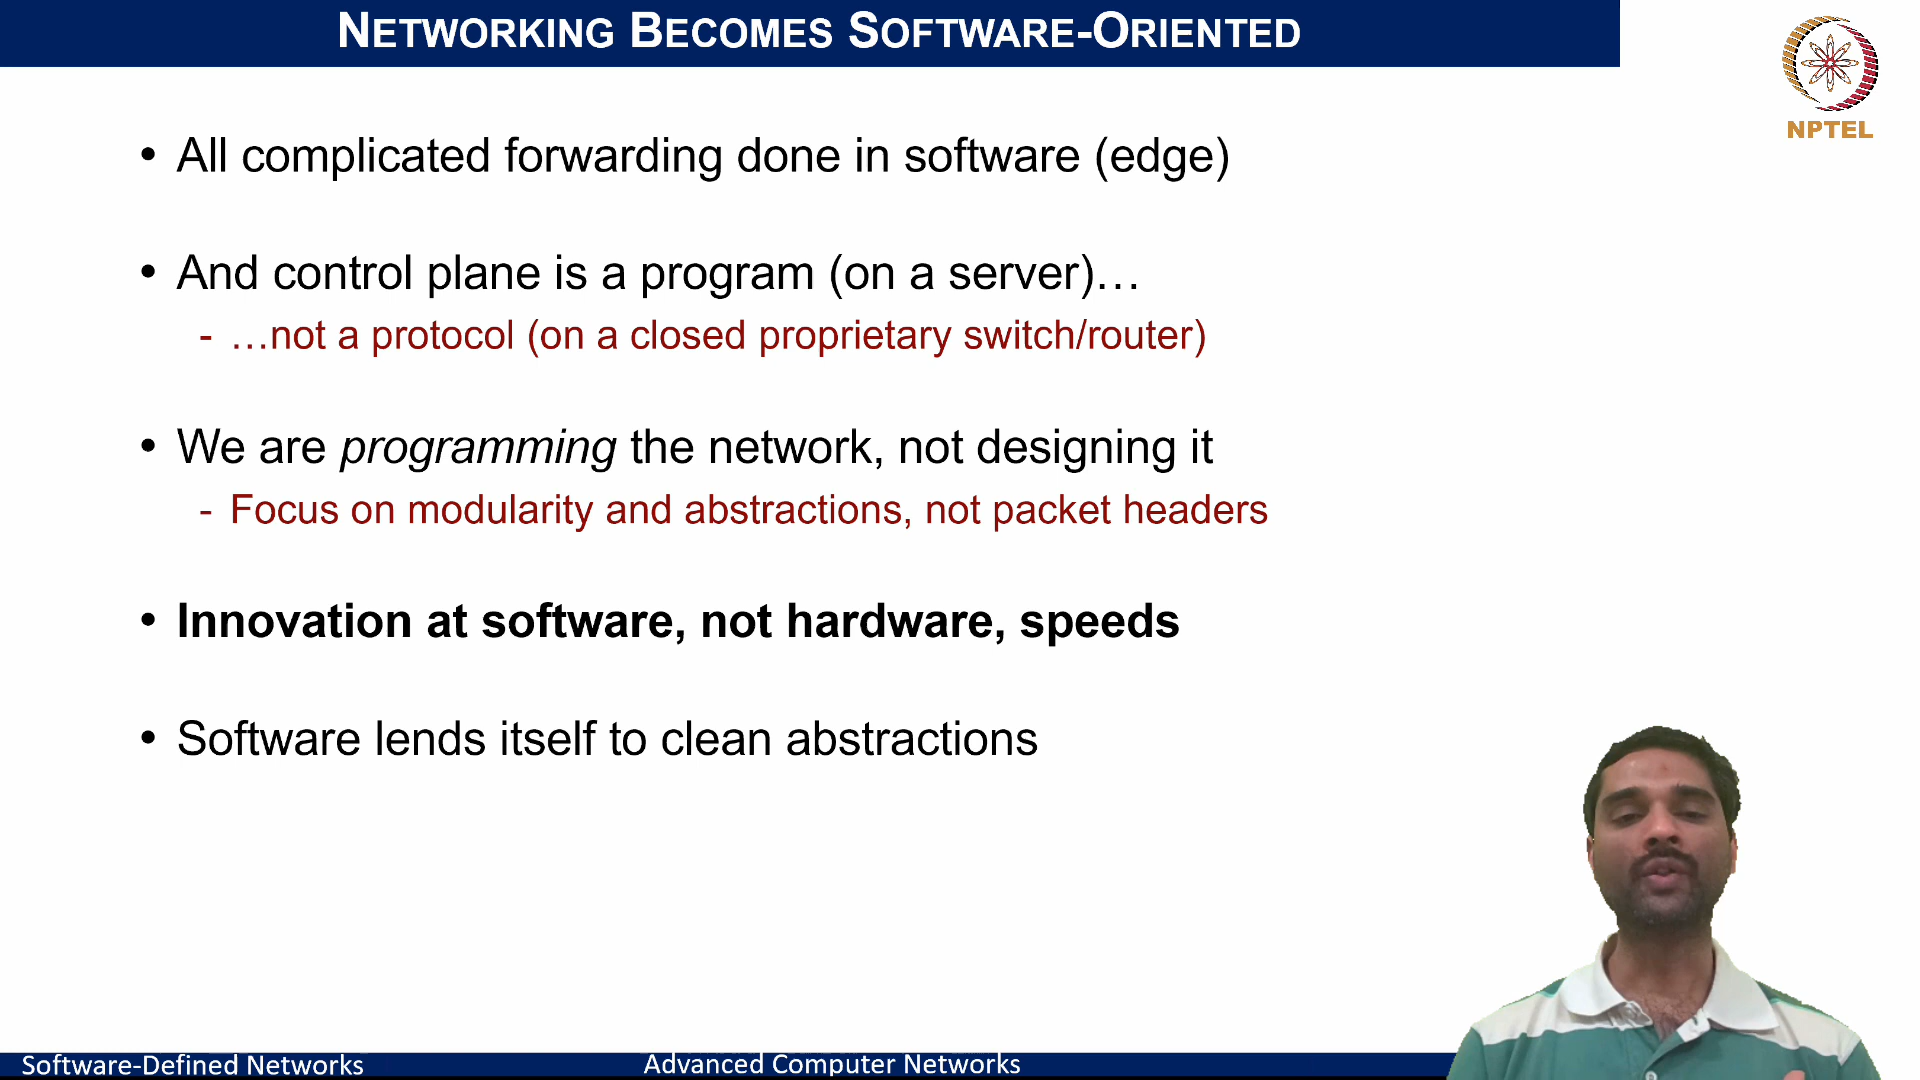 NETWORKING BECOMES SOFTWARE-ORIENTED
NPTEL
• All complicated forwarding done in software (edge)
• And control plane is a program (on a server)…
- …not a protocol (on a closed proprietary switch/router)
• We are programming the network, not designing it
- Focus on modularity and abstractions, not packet headers
• Innovation at software, not hardware, speeds
• Software lends itself to clean abstractions
Software-Defined Networks
Advanced Computer Networks